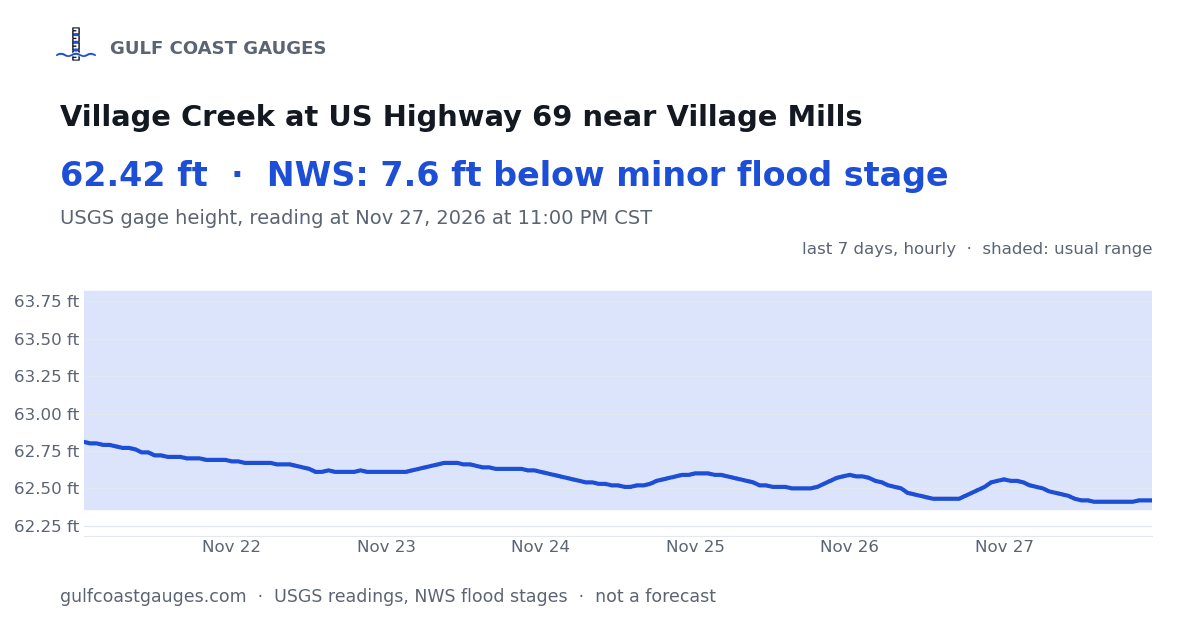 GULF COAST GAUGES
Village Creek at US Highway 69 near Village Mills
62.42 ft · NWS: 7.6 ft below minor flood stage
USGS gage height, reading at Nov 27, 2026 at 11:00 PM CST
last 7 days, hourly · shaded: usual range
63.75 ft
63.50 ft
63.25 ft
63.00 ft
62.75 ft
62.50 ft
62.25 ft
Nov 22 Nov 23 Nov 24 Nov 25 Nov 26 Nov 27
gulfcoastgauges.com · USGS readings, NWS flood stages · not a forecast